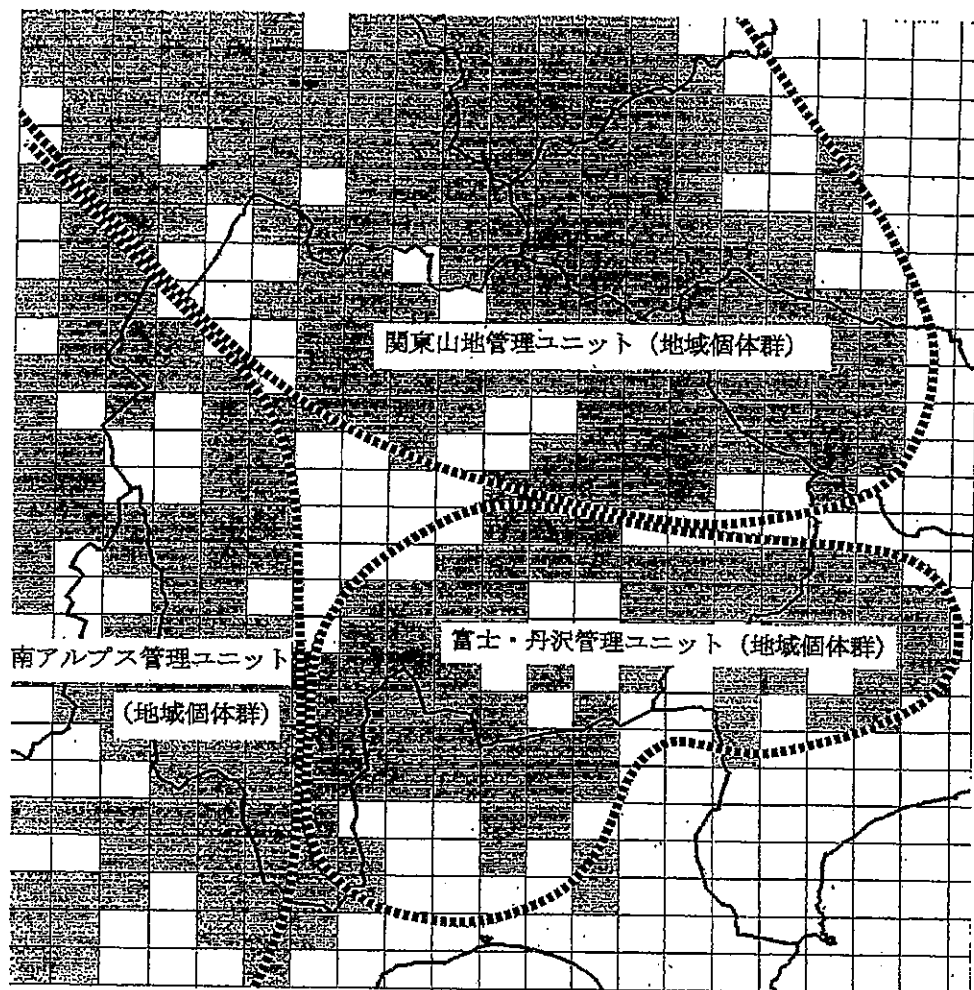 関東山地管理ユニット（地域個体群）
富士・丹沢管理ユニット（地域個体群）
南アルプス管理ユニット
（地域個体群）